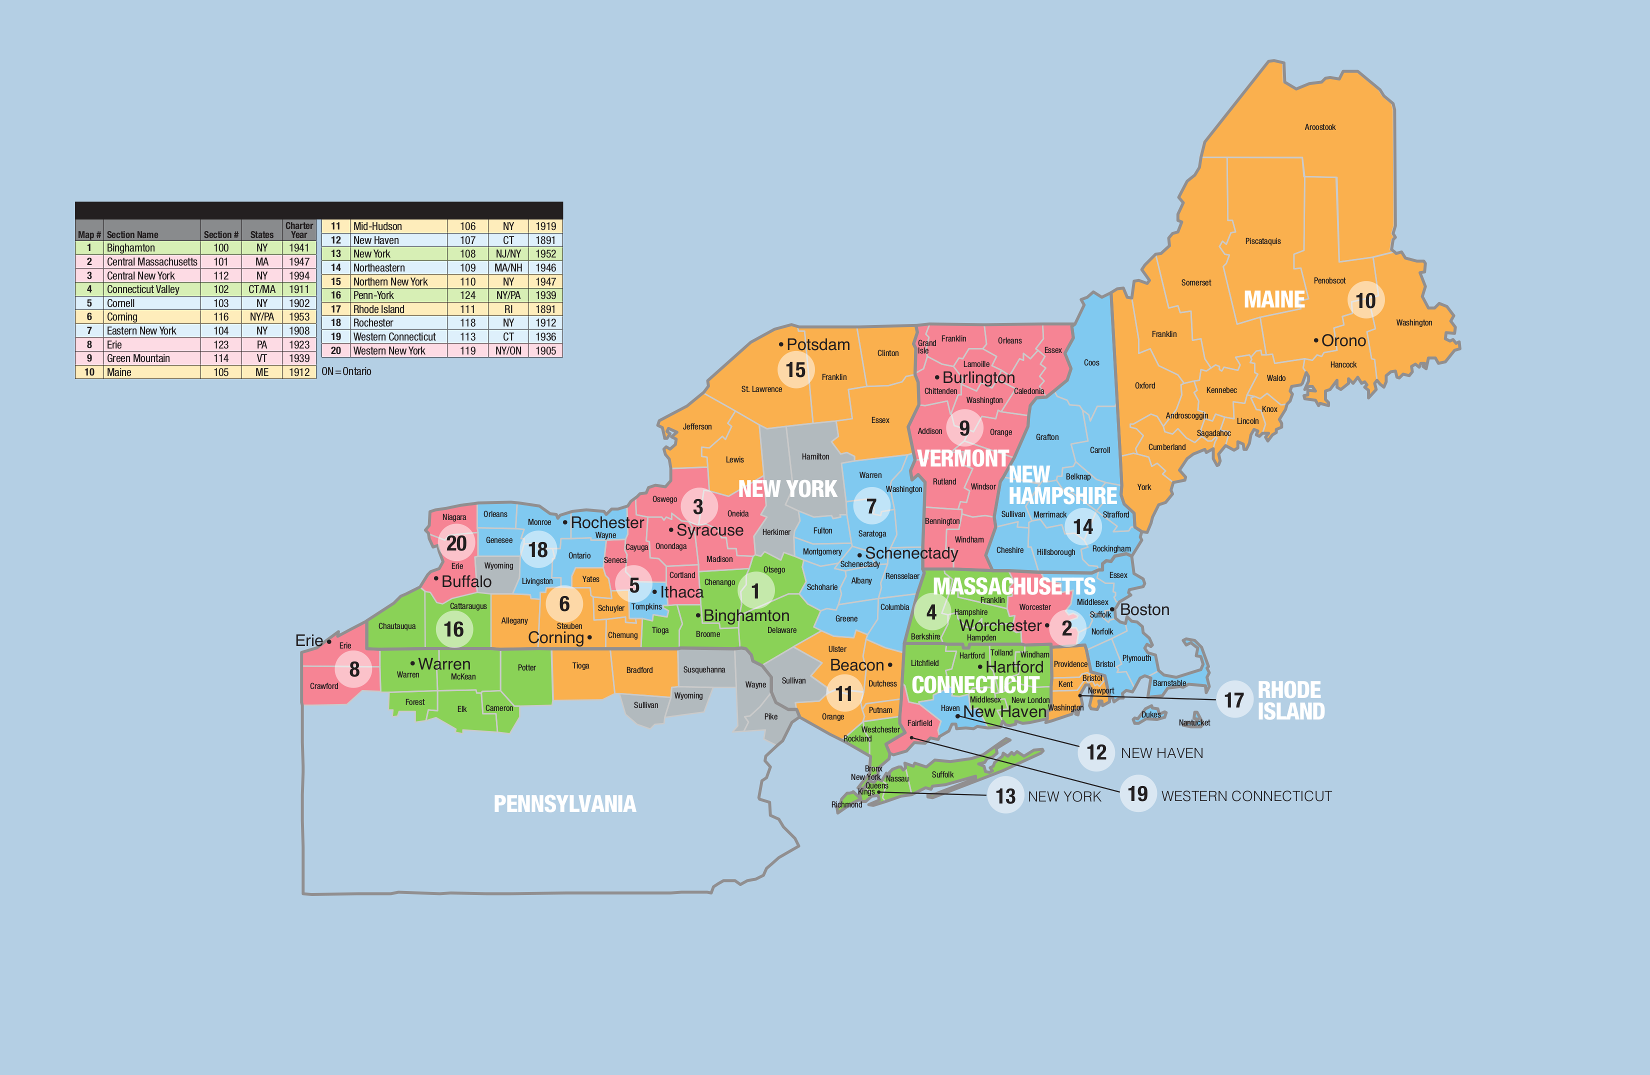 Map # Section Name Section # States Charter Year
1 Binghamton 100 NY 1941
2 Central Massachusetts 101 MA 1947
3 Central New York 112 NY 1994
4 Connecticut Valley 102 CT/MA 1911
5 Cornell 103 NY 1902
6 Corning 116 NY/PA 1953
7 Eastern New York 104 NY 1908
8 Erie 123 PA 1923
9 Green Mountain 114 VT 1939
10 Maine 105 ME 1912
11 Mid-Hudson 106 NY 1919
12 New Haven 107 CT 1891
13 New York 108 NJ/NY 1952
14 Northeastern 109 MA/NH 1946
15 Northern New York 110 NY 1947
16 Penn-York 124 NY/PA 1939
17 Rhode Island 111 RI 1891
18 Rochester 118 NY 1912
19 Western Connecticut 113 CT 1936
20 Western New York 119 NY/ON 1905
ON = Ontario
Aroostook
Piscataquis
Somerset
Penobscot
MAINE
10
Washington
Franklin
Orono
Hancock
Oxford
Kennebec
Waldo
Androscoggin
Knox
Lincoln
Sagadahoc
Cumberland
York
Potsdam
15
Clinton
Franklin
St. Lawrence
Jefferson
Essex
Lewis
Hamilton
NEW YORK
Herkimer
Warren
Washington
7
Fulton
Saratoga
Montgomery
Schenectady
Schenectady
Schoharie
Albany
Rensselaer
Greene
Columbia
Grand Isle
Franklin
Orleans
Essex
Lamoille
Burlington
Chittenden
Caledonia
Washington
Addison
9
Orange
VERMONT
Rutland
Windsor
Bennington
Windham
Coos
Grafton
Carroll
NEW
HAMPSHIRE
Belknap
Sullivan
Merrimack
Strafford
14
Cheshire
Hillsborough
Rockingham
Oswego
3
Oneida
Syracuse
Cayuga
Onondaga
Madison
Seneca
Cortland
Niagara
20
Erie
Buffalo
Orleans
Monroe
Rochester
Wayne
Genesee
18
Ontario
Wyoming
Livingston
Yates
5
Ithaca
Tompkins
6
Schuyler
Allegany
Steuben
Corning
Chemung
Tioga
Chenango
Otsego
1
Binghamton
Broome
Delaware
Chautauqua
Cattaraugus
16
Erie
Erie
8
Crawford
Warren
Warren
McKean
Potter
Forest
Elk
Cameron
Tioga
Bradford
Susquehanna
Sullivan
Wyoming
Wayne
Pike
Sullivan
PENNSYLVANIA
Ulster
Beacon
11
Dutchess
Orange
Putnam
Westchester
Rockland
Bronx
New York
Queens
Kings
Nassau
Suffolk
Richmond
13 NEW YORK
MASSACHUSETTS
4
Franklin
Hampshire
Worcester
Worchester
2
Berkshire
Hampden
Essex
Middlesex
Suffolk
Boston
Norfolk
Plymouth
Bristol
Barnstable
Dukes
Nantucket
Litchfield
Hartford
Tolland
Windham
Hartford
CONNECTICUT
Middlesex
New London
Haven
New Haven
Fairfield
Providence
Kent
Bristol
Newport
Washington
17 RHODE
ISLAND
12 NEW HAVEN
19 WESTERN CONNECTICUT